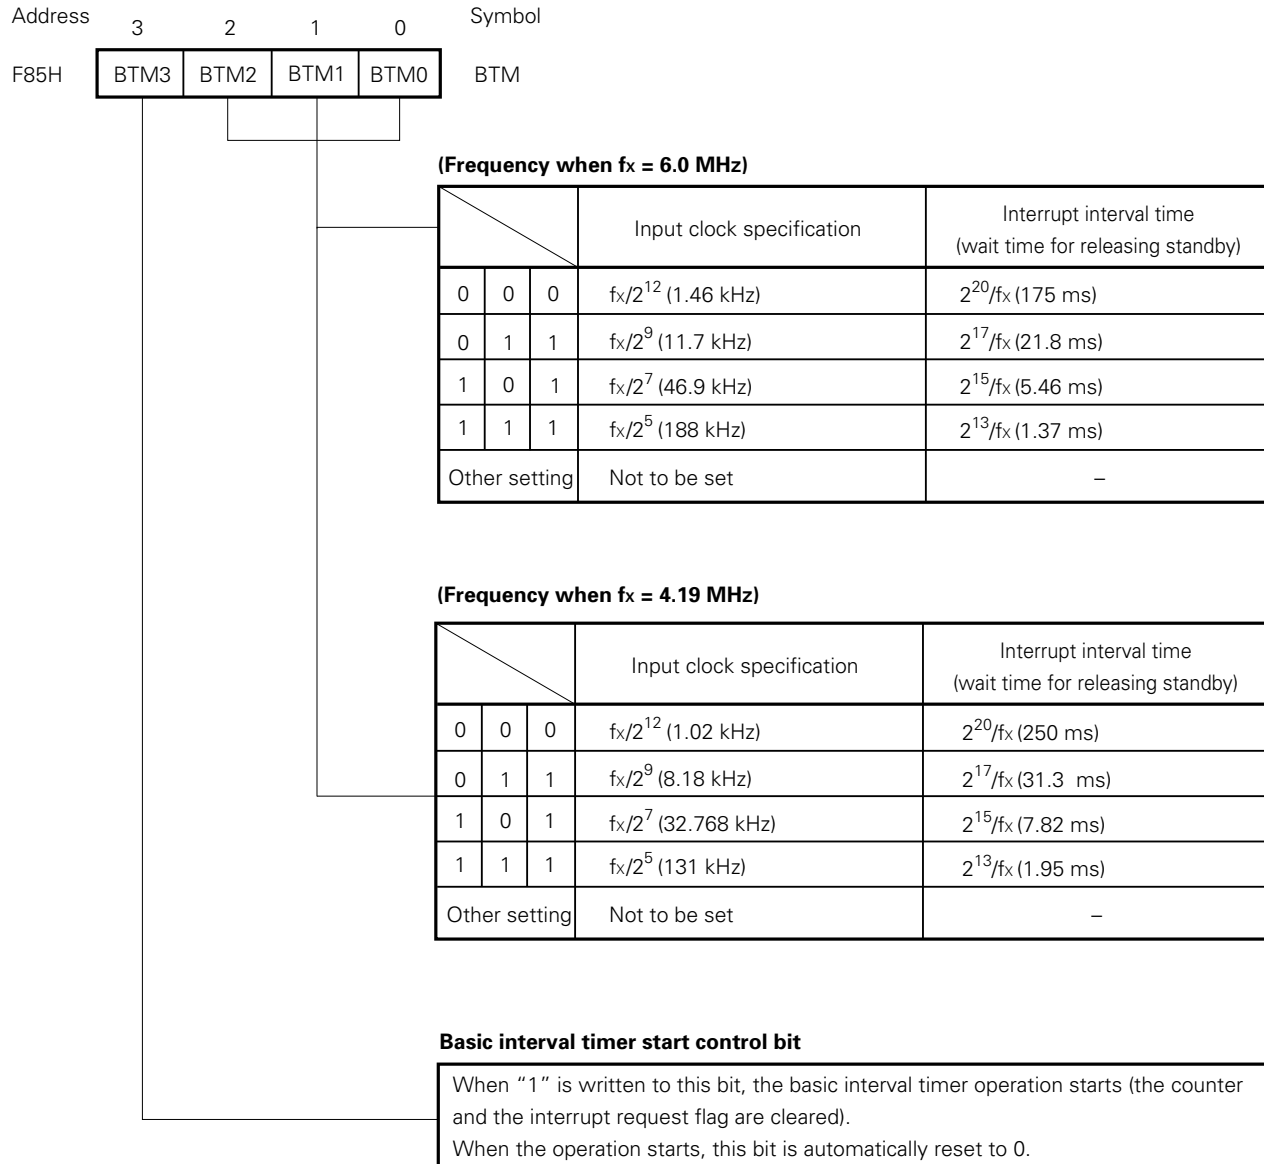 Address 3 2 1 0 Symbol
F85H BTM3 BTM2 BTM1 BTM0 BTM
(Frequency when fx = 6.0 MHz)
Input clock specification Interrupt interval time
(wait time for releasing standby)
0 0 0 fx/2^12 (1.46 kHz) 2^20/fx (175 ms)
0 1 1 fx/2^9 (11.7 kHz) 2^17/fx (21.8 ms)
1 0 1 fx/2^7 (46.9 kHz) 2^15/fx (5.46 ms)
1 1 1 fx/2^5 (188 kHz) 2^13/fx (1.37 ms)
Other setting Not to be set –
(Frequency when fx = 4.19 MHz)
Input clock specification Interrupt interval time
(wait time for releasing standby)
0 0 0 fx/2^12 (1.02 kHz) 2^20/fx (250 ms)
0 1 1 fx/2^9 (8.18 kHz) 2^17/fx (31.3 ms)
1 0 1 fx/2^7 (32.768 kHz) 2^15/fx (7.82 ms)
1 1 1 fx/2^5 (131 kHz) 2^13/fx (1.95 ms)
Other setting Not to be set –
Basic interval timer start control bit
When "1" is written to this bit, the basic interval timer operation starts (the counter
and the interrupt request flag are cleared).
When the operation starts, this bit is automatically reset to 0.